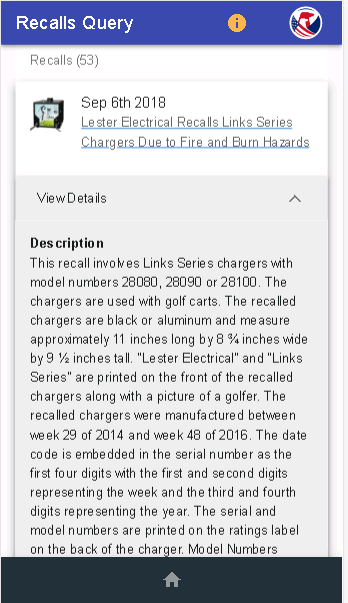 Recalls Query
Recalls (53)
Sep 6th 2018
Lester Electrical Recalls Links Series
Chargers Due to Fire and Burn Hazards
View Details
Description
This recall involves Links Series chargers with
model numbers 28080, 28090 or 28100. The
chargers are used with golf carts. The recalled
chargers are black or aluminum and measure
approximately 11 inches long by 8 ¾ inches wide
by 9 ½ inches tall. "Lester Electrical" and "Links
Series" are printed on the front of the recalled
chargers along with a picture of a golfer. The
recalled chargers were manufactured between
week 29 of 2014 and week 48 of 2016. The date
code is embedded in the serial number as the
first four digits with the first and second digits
representing the week and the third and fourth
digits representing the year. The serial and
model numbers are printed on the ratings label
on the back of the charger. Model Numbers